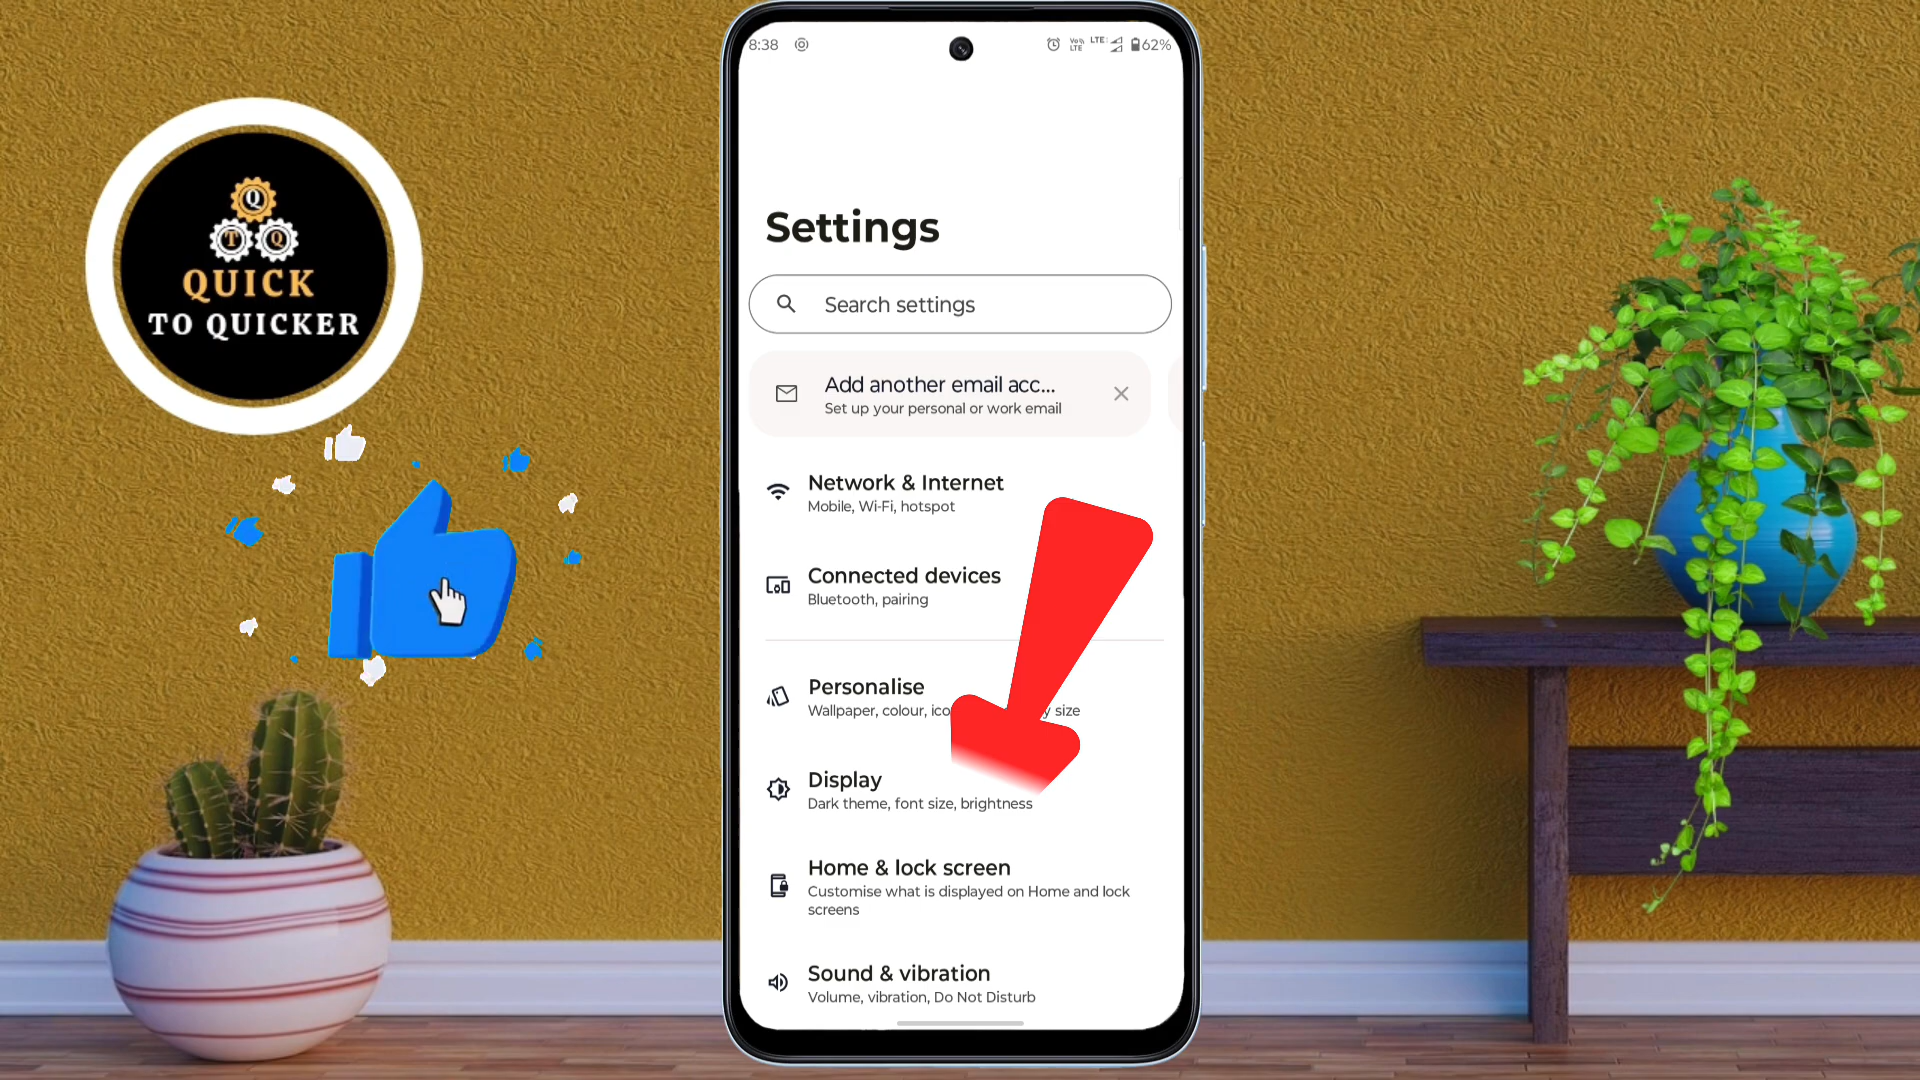 Q
T Q
QUICK
TO QUICKER
8:38
LTE 62%
Settings
Search settings
Add another email acc...
Set up your personal or work email
Network & Internet
Mobile, Wi-Fi, hotspot
Connected devices
Bluetooth, pairing
Personalise
Wallpaper, colour, size
Display
Dark theme, font size, brightness
Home & lock screen
Customise what is displayed on Home and lock
screens
Sound & vibration
Volume, vibration, Do Not Disturb